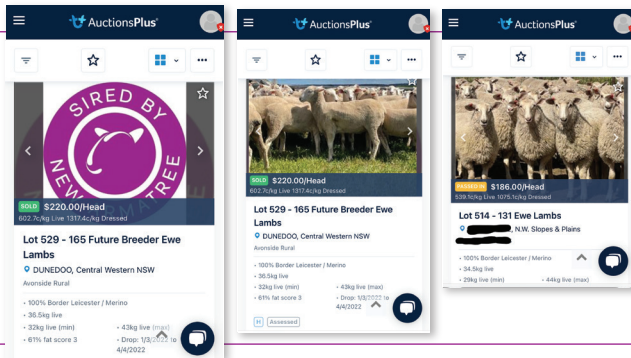 AuctionsPlus
SIRED BY
NEW
MATREE
SOLD $220.00/Head
602.7c/kg Live 1317.4c/kg Dressed
Lot 529 - 165 Future Breeder Ewe
Lambs
DUNEDOO, Central Western NSW
Avonside Rural
• 100% Border Leicester / Merino
• 36.5kg live
• 32kg live (min)
• 43kg live (max)
• 61% fat score 3
• Drop: 1/3/2022 to
4/4/2022
AuctionsPlus
SOLD $220.00/Head
602.7c/kg Live 1317.4c/kg Dressed
Lot 529 - 165 Future Breeder Ewe
Lambs
DUNEDOO, Central Western NSW
Avonside Rural
• 100% Border Leicester / Merino
• 36.5kg live
• 32kg live (min)
• 43kg live (max)
• 61% fat score 3
• Drop: 1/3/2022 to
4/4/2022
H Assessed
AuctionsPlus
PASSED IN $186.00/Head
539.1c/kg Live 1075.1c/kg Dressed
Lot 514 - 131 Ewe Lambs
, N.W. Slopes & Plains
• 100% Border Leicester / Merino
• 34.5kg live
• 29kg live (min)
• 44kg live (max)